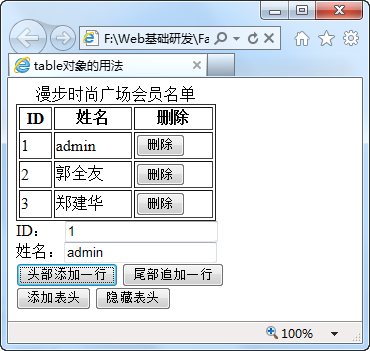 F:\Web基础研发\Fa
table对象的用法
漫步时尚广场会员名单
ID 姓名 删除
1 admin 删除
2 郭全友 删除
3 郑建华 删除
ID： 1
姓名： admin
头部添加一行 尾部追加一行
添加表头 隐藏表头
100%